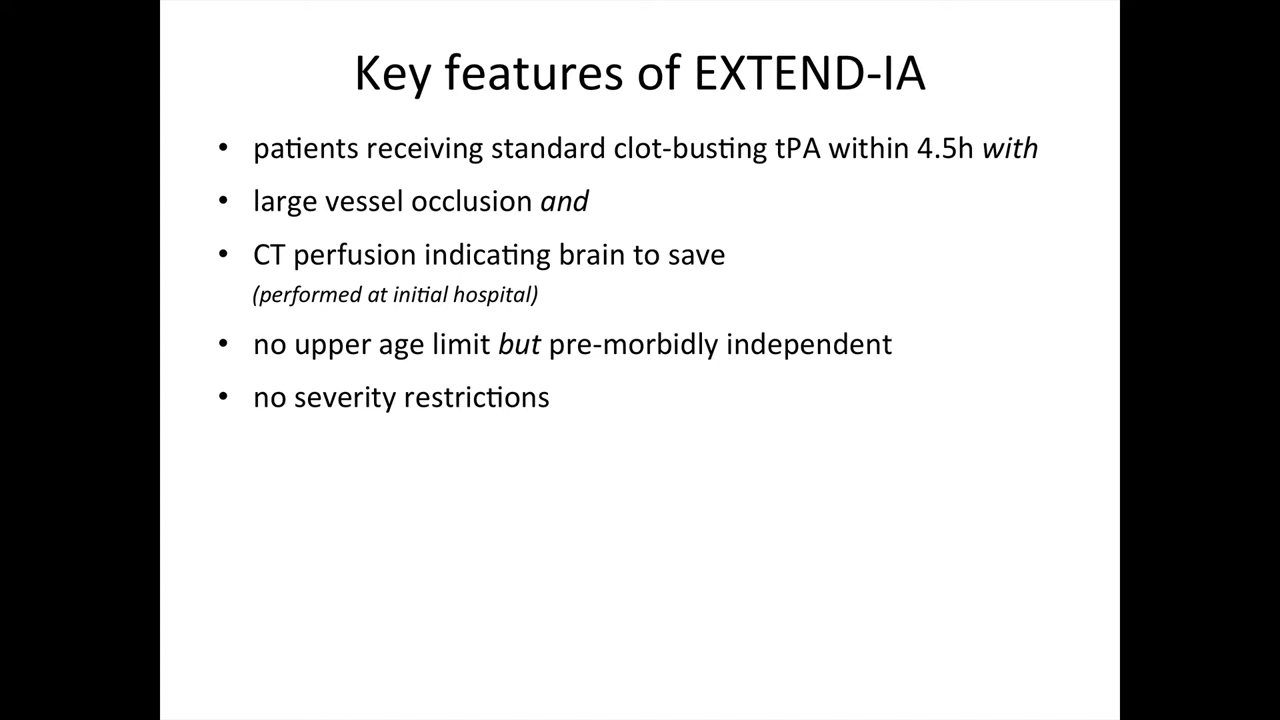 Key features of EXTEND-IA
• patients receiving standard clot-busting tPA within 4.5h with
• large vessel occlusion and
• CT perfusion indicating brain to save
(performed at initial hospital)
• no upper age limit but pre-morbidly independent
• no severity restrictions